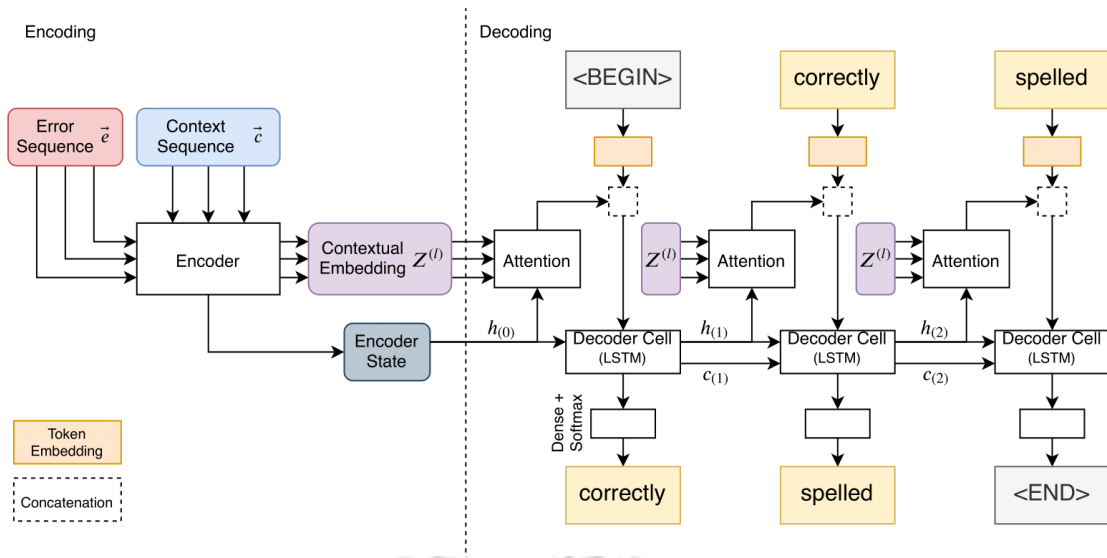 Encoding
Decoding
<BEGIN>
correctly
spelled
Error
Sequence e⃗
Context
Sequence c⃗
Encoder
Contextual
Embedding Z^(l)
Attention
Z^(l)
Attention
Z^(l)
Attention
Encoder
State
h_(0)
Decoder Cell
(LSTM)
h_(1)
c_(1)
Decoder Cell
(LSTM)
h_(2)
c_(2)
Decoder Cell
(LSTM)
Dense +
Softmax
correctly
spelled
<END>
Token
Embedding
Concatenation